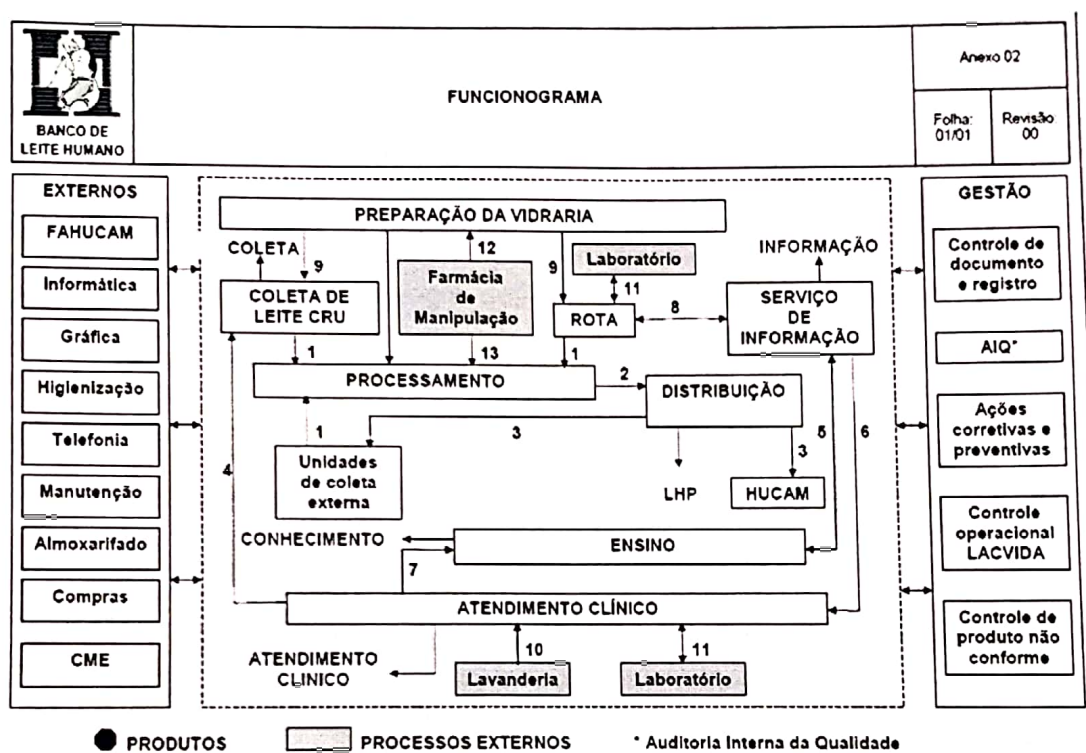 BANCO DE
LEITE HUMANO
FUNCIONOGRAMA
Anexo 02
Folha:
01/01
Revisão
00
EXTERNOS
FAHUCAM
Informática
Gráfica
Higienização
Telefonia
Manutenção
Almoxarifado
Compras
CME
PREPARAÇÃO DA VIDRARIA
COLETA
9
12
9
Laboratório
11
INFORMAÇÃO
COLETA DE
LEITE CRU
Farmácia
de
Manipulação
ROTA
8
SERVIÇO
DE
INFORMAÇÃO
1
13
1
PROCESSAMENTO
2
DISTRIBUIÇÃO
1
3
3
5
6
4
Unidades
de coleta
externa
LHP
HUCAM
CONHECIMENTO
ENSINO
7
ATENDIMENTO CLÍNICO
10
11
ATENDIMENTO
CLINICO
Lavanderia
Laboratório
GESTÃO
Controle de
documento
e registro
AIQ*
Ações
corretivas e
preventivas
Controle
operacional
LACVIDA
Controle de
produto não
conforme
PRODUTOS
PROCESSOS EXTERNOS
* Auditoria Interna da Qualidade